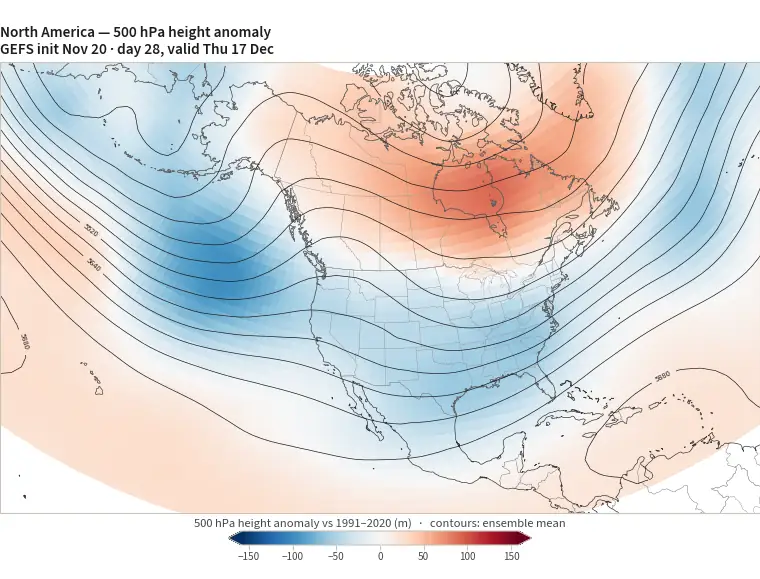 North America — 500 hPa height anomaly
GEFS init Nov 20 · day 28, valid Thu 17 Dec
5520
5640
5880
5880
500 hPa height anomaly vs 1991–2020 (m) · contours: ensemble mean
−150 −100 −50 0 50 100 150